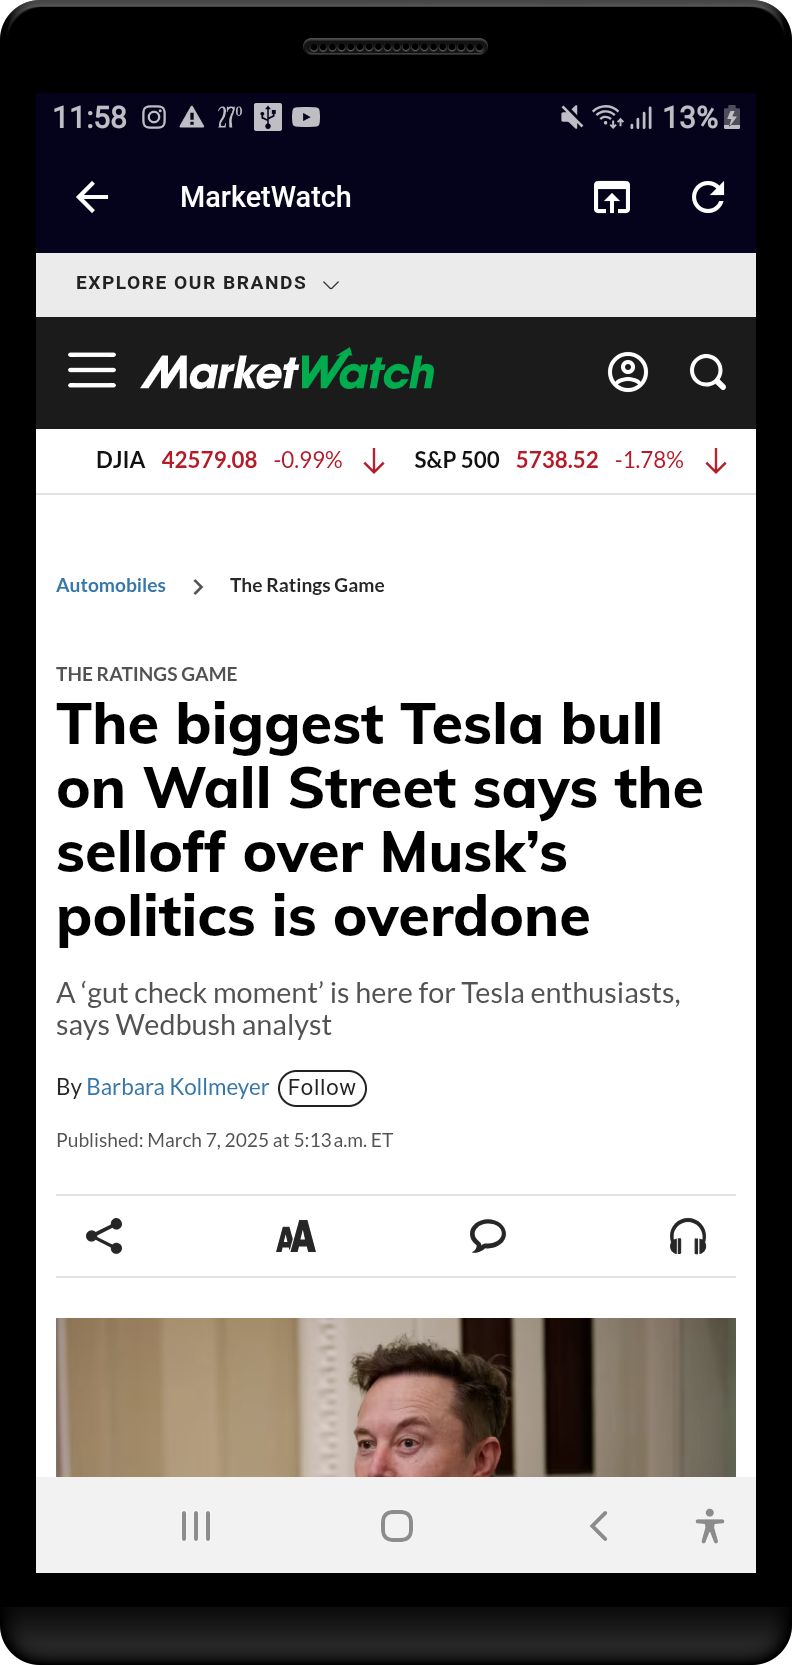 11:58 27° 13%
MarketWatch
EXPLORE OUR BRANDS
MarketWatch
DJIA 42579.08 -0.99% S&P 500 5738.52 -1.78%
Automobiles The Ratings Game
THE RATINGS GAME
The biggest Tesla bull
on Wall Street says the
selloff over Musk’s
politics is overdone
A ‘gut check moment’ is here for Tesla enthusiasts,
says Wedbush analyst
By Barbara Kollmeyer Follow
Published: March 7, 2025 at 5:13 a.m. ET
AA